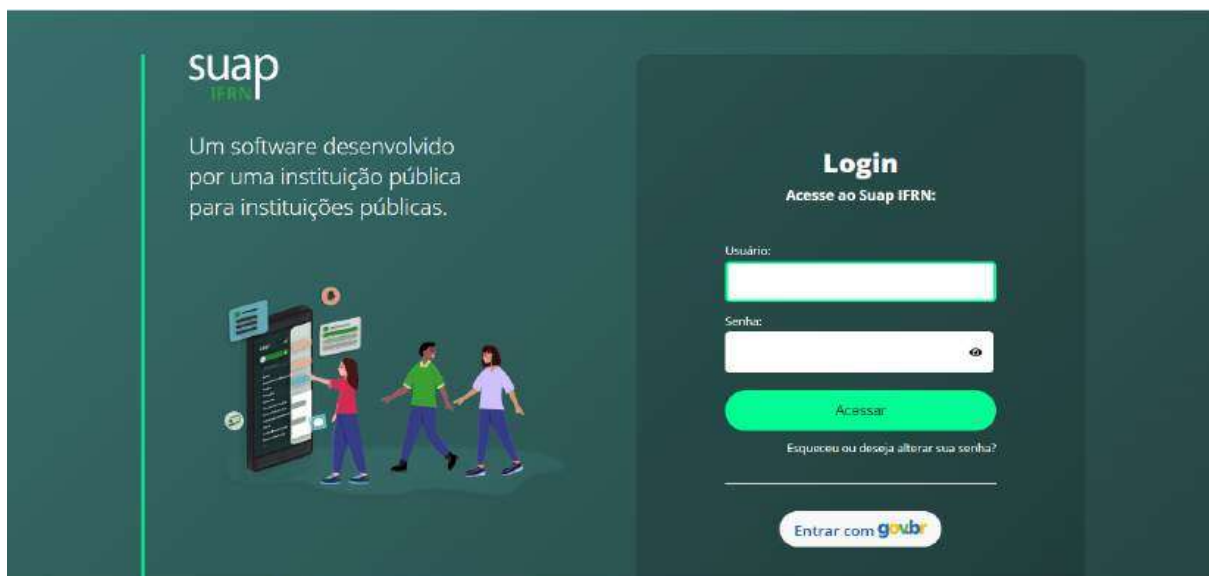 suap
IFRN
Um software desenvolvido
por uma instituição pública
para instituições públicas.
Login
Acesse ao Suap IFRN:
Usuário:
Senha:
Acessar
Esqueceu ou deseja alterar sua senha?
Entrar com gov.br